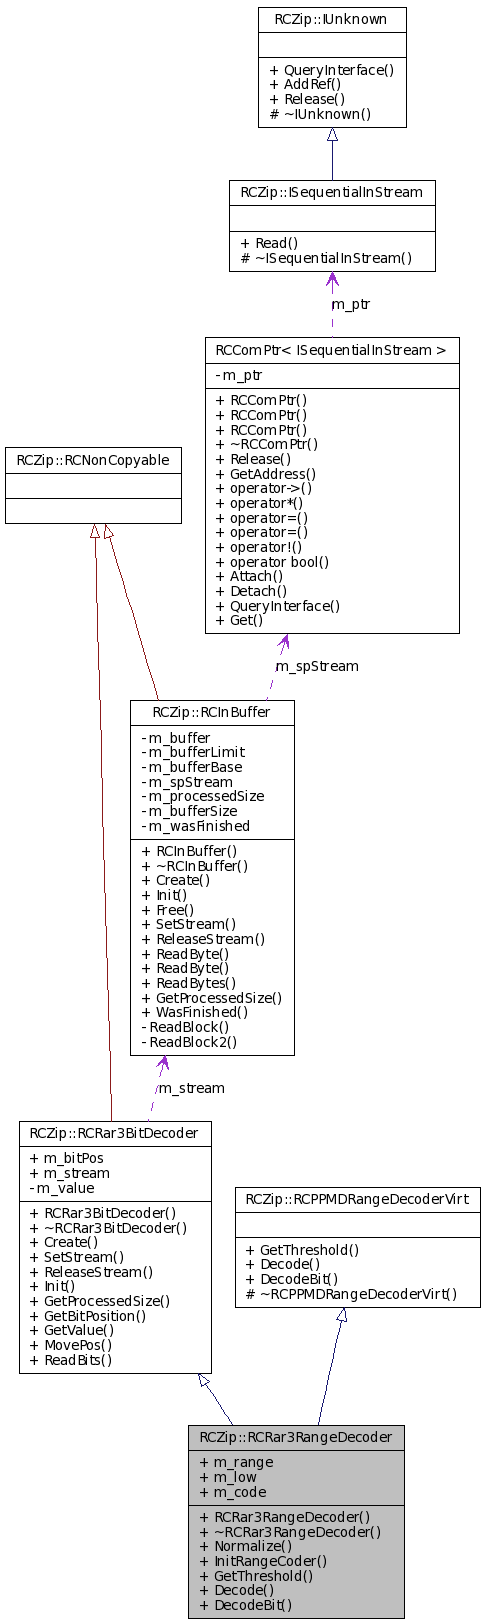 RCZip::IUnknown
+ QueryInterface()
+ AddRef()
+ Release()
# ~IUnknown()
RCZip::ISequentialInStream
+ Read()
# ~ISequentialInStream()
m_ptr
RCComPtr< ISequentialInStream >
- m_ptr
+ RCComPtr()
+ RCComPtr()
+ RCComPtr()
+ ~RCComPtr()
+ Release()
+ GetAddress()
+ operator->()
+ operator*()
+ operator=()
+ operator=()
+ operator!()
+ operator bool()
+ Attach()
+ Detach()
+ QueryInterface()
+ Get()
RCZip::RCNonCopyable
m_spStream
RCZip::RCInBuffer
- m_buffer
- m_bufferLimit
- m_bufferBase
- m_spStream
- m_processedSize
- m_bufferSize
- m_wasFinished
+ RCInBuffer()
+ ~RCInBuffer()
+ Create()
+ Init()
+ Free()
+ SetStream()
+ ReleaseStream()
+ ReadByte()
+ ReadByte()
+ ReadBytes()
+ GetProcessedSize()
+ WasFinished()
- ReadBlock()
- ReadBlock2()
m_stream
RCZip::RCRar3BitDecoder
+ m_bitPos
+ m_stream
- m_value
+ RCRar3BitDecoder()
+ ~RCRar3BitDecoder()
+ Create()
+ SetStream()
+ ReleaseStream()
+ Init()
+ GetProcessedSize()
+ GetBitPosition()
+ GetValue()
+ MovePos()
+ ReadBits()
RCZip::RCPPMDRangeDecoderVirt
+ GetThreshold()
+ Decode()
+ DecodeBit()
# ~RCPPMDRangeDecoderVirt()
RCZip::RCRar3RangeDecoder
+ m_range
+ m_low
+ m_code
+ RCRar3RangeDecoder()
+ ~RCRar3RangeDecoder()
+ Normalize()
+ InitRangeCoder()
+ GetThreshold()
+ Decode()
+ DecodeBit()